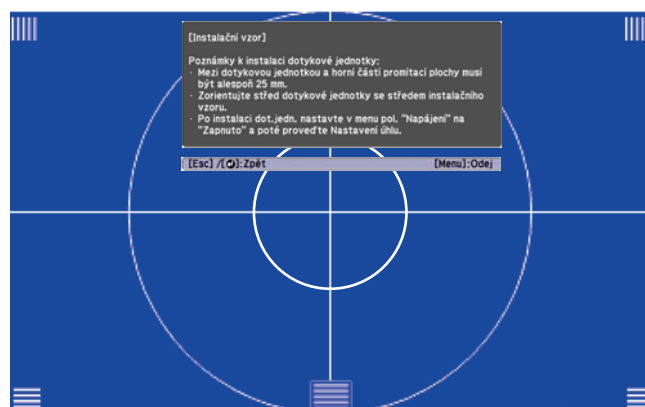 [Instalační vzor]
Poznámky k instalaci dotykové jednotky:
· Mezi dotykovou jednotkou a horní částí promítací plochy musí
být alespoň 25 mm.
· Zorientujte střed dotykové jednotky se středem instalačního
vzoru.
· Po instalaci dot.jedn. nastavte v menu pol. "Napájení" na
"Zapnuto" a poté proveďte Nastavení úhlu.
[Esc] /[⏎]:Zpět [Menu]:Odej